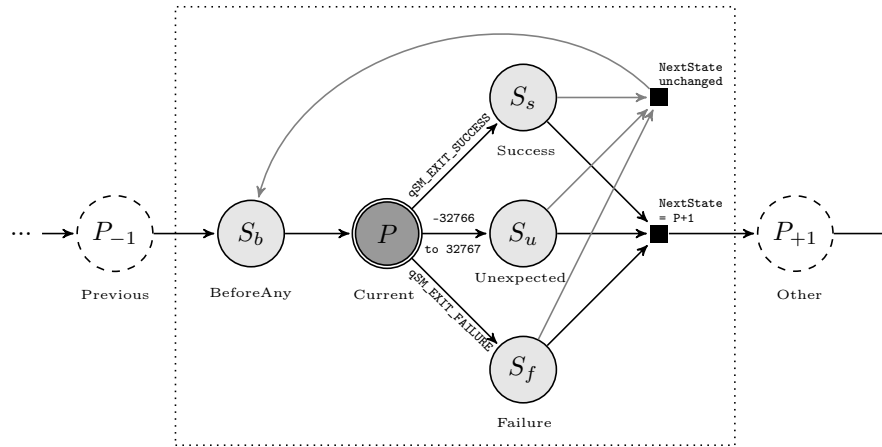 NextState
unchanged
S_s
qSM_EXIT_SUCCESS
Success
NextState
= P+1
...
P_{-1}
S_b
P
-32766
to 32767
S_u
P_{+1}
Previous
BeforeAny
Current
Unexpected
Other
qSM_EXIT_FAILURE
S_f
Failure